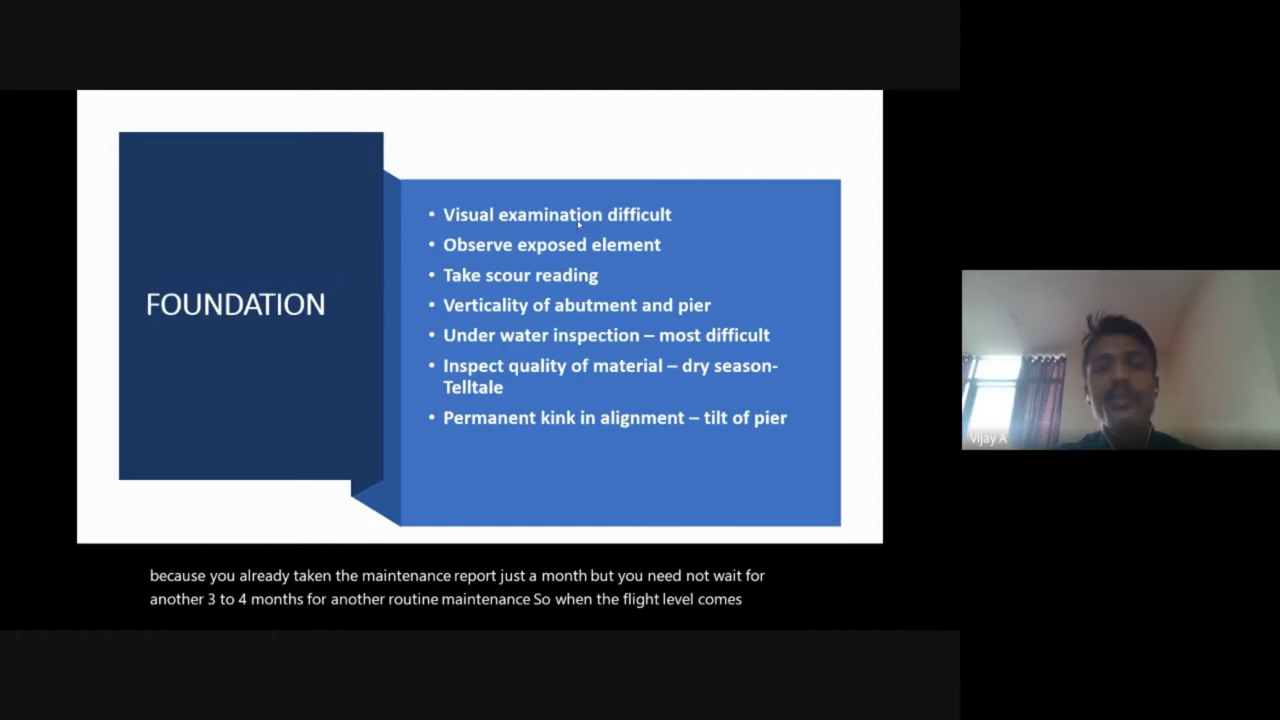 FOUNDATION
• Visual examination difficult
• Observe exposed element
• Take scour reading
• Verticality of abutment and pier
• Under water inspection – most difficult
• Inspect quality of material – dry season-
Telltale
• Permanent kink in alignment – tilt of pier
Vijay A
because you already taken the maintenance report just a month but you need not wait for
another 3 to 4 months for another routine maintenance So when the flight level comes